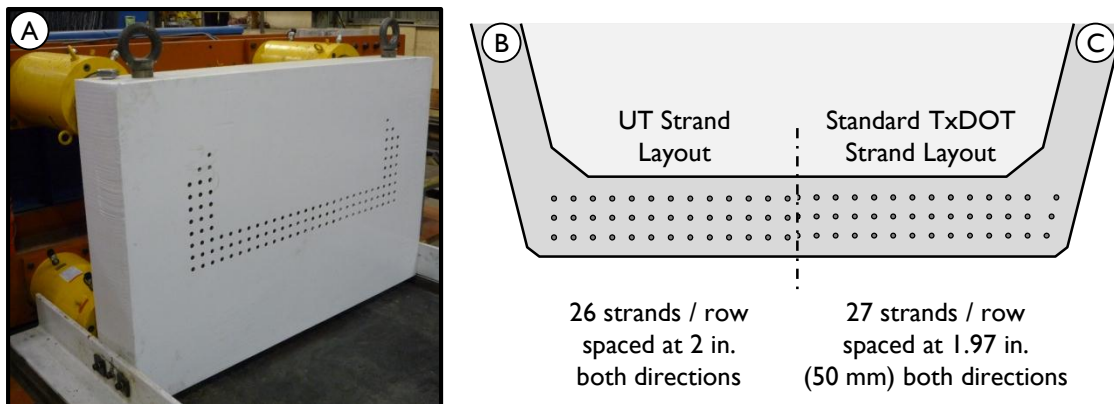 A
B
C
UT Strand
Layout
Standard TxDOT
Strand Layout
26 strands / row
spaced at 2 in.
both directions
27 strands / row
spaced at 1.97 in.
(50 mm) both directions